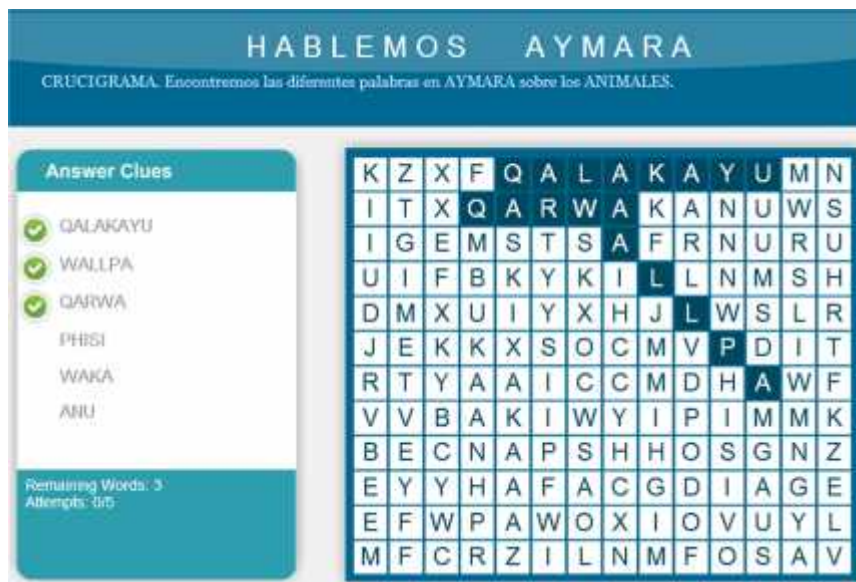 HABLEMOS AYMARA
CRUCIGRAMA. Encontremos las diferentes palabras en AYMARA sobre los ANIMALES.
Answer Clues
QALAKAYU
WALLPA
QARWA
PHISI
WAKA
ANU
Remaining Words: 3
Attempts: 0/5
K Z X F Q A L A K A Y U M N
I T X Q A R W A K A N U W S
I G E M S T S A F R N U R U
U I F B K Y K I L L N M S H
D M X U I Y X H J L W S L R
J E K K X S O C M V P D I T
R T Y A A I C C M D H A W F
V V B A K I W Y I P I M M K
B E C N A P S H H O S G N Z
E Y Y H A F A C G D I A G E
E F W P A W O X I O V U Y L
M F C R Z I L N M F O S A V